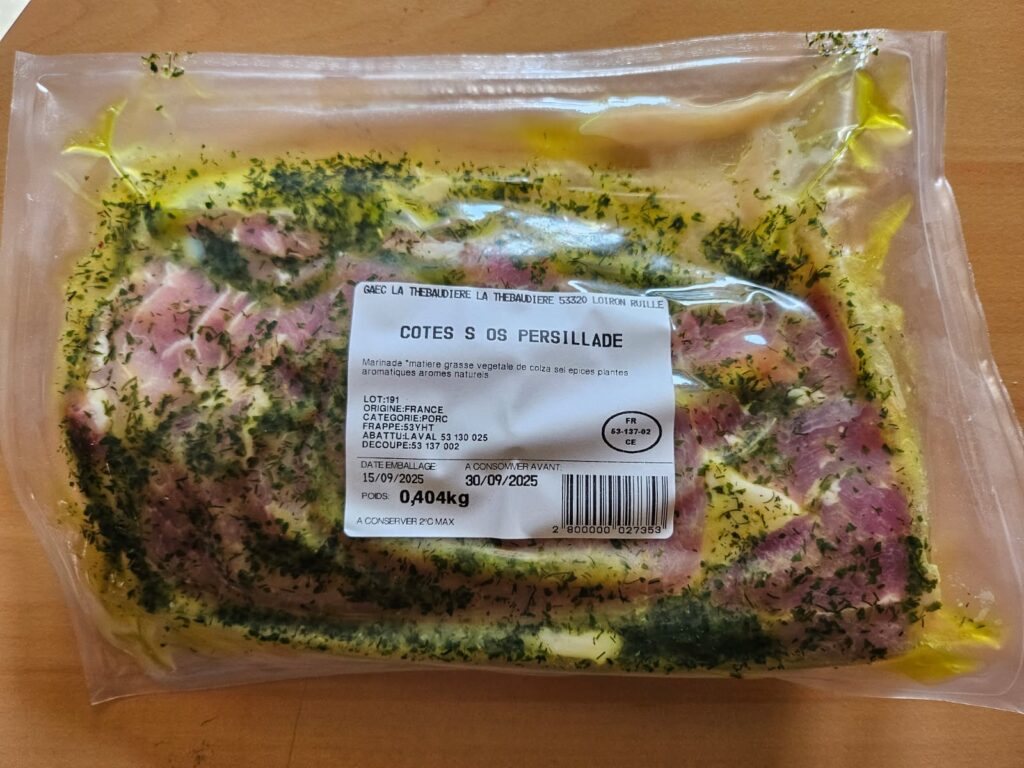 GAEC LA THEBAUDIERE LA THEBAUDIERE 53320 LOIRON RUILLE
COTES S OS PERSILLADE
Marinade *matiere grasse vegetale de colza sel epices plantes
aromatiques aromes naturels
LOT:191
ORIGINE:FRANCE
CATEGORIE:PORC
FRAPPE:53YHT
ABATTU:LAVAL 53 130 025
DECOUPE:53 137 002
FR
53-137-02
CE
DATE EMBALLAGE: A CONSOMMER AVANT:
15/09/2025 30/09/2025
POIDS: 0,404kg
A CONSERVER 2°C MAX
2 800000 027353